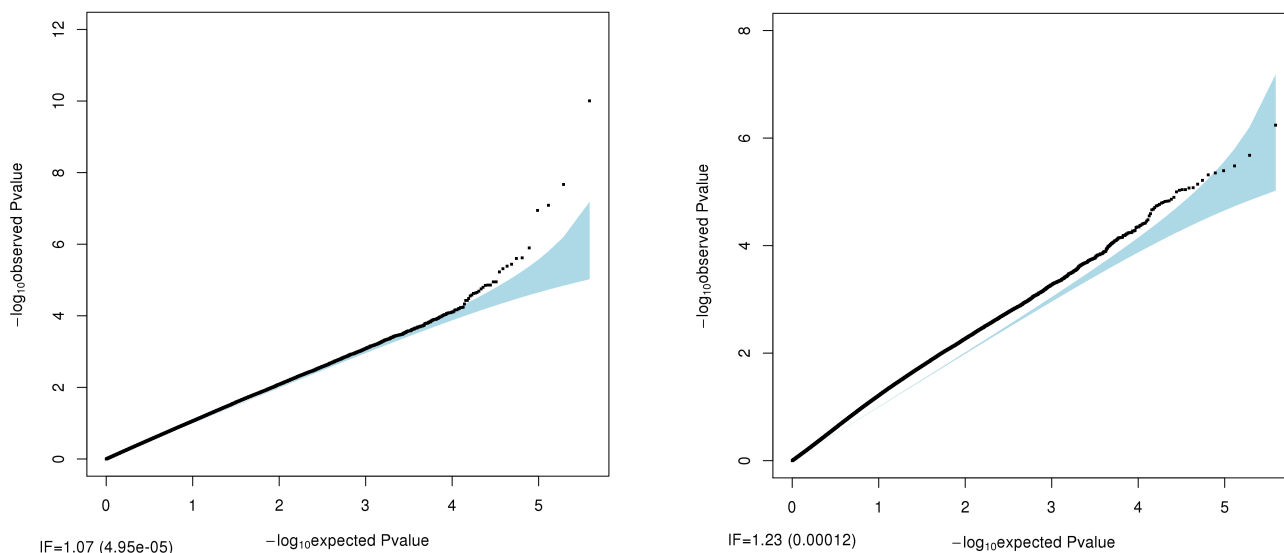 12
10
8
6
4
2
0
−log10observed Pvalue
0 1 2 3 4 5
−log10expected Pvalue
IF=1.07 (4.95e-05)
8
6
4
2
0
−log10observed Pvalue
0 1 2 3 4 5
−log10expected Pvalue
IF=1.23 (0.00012)